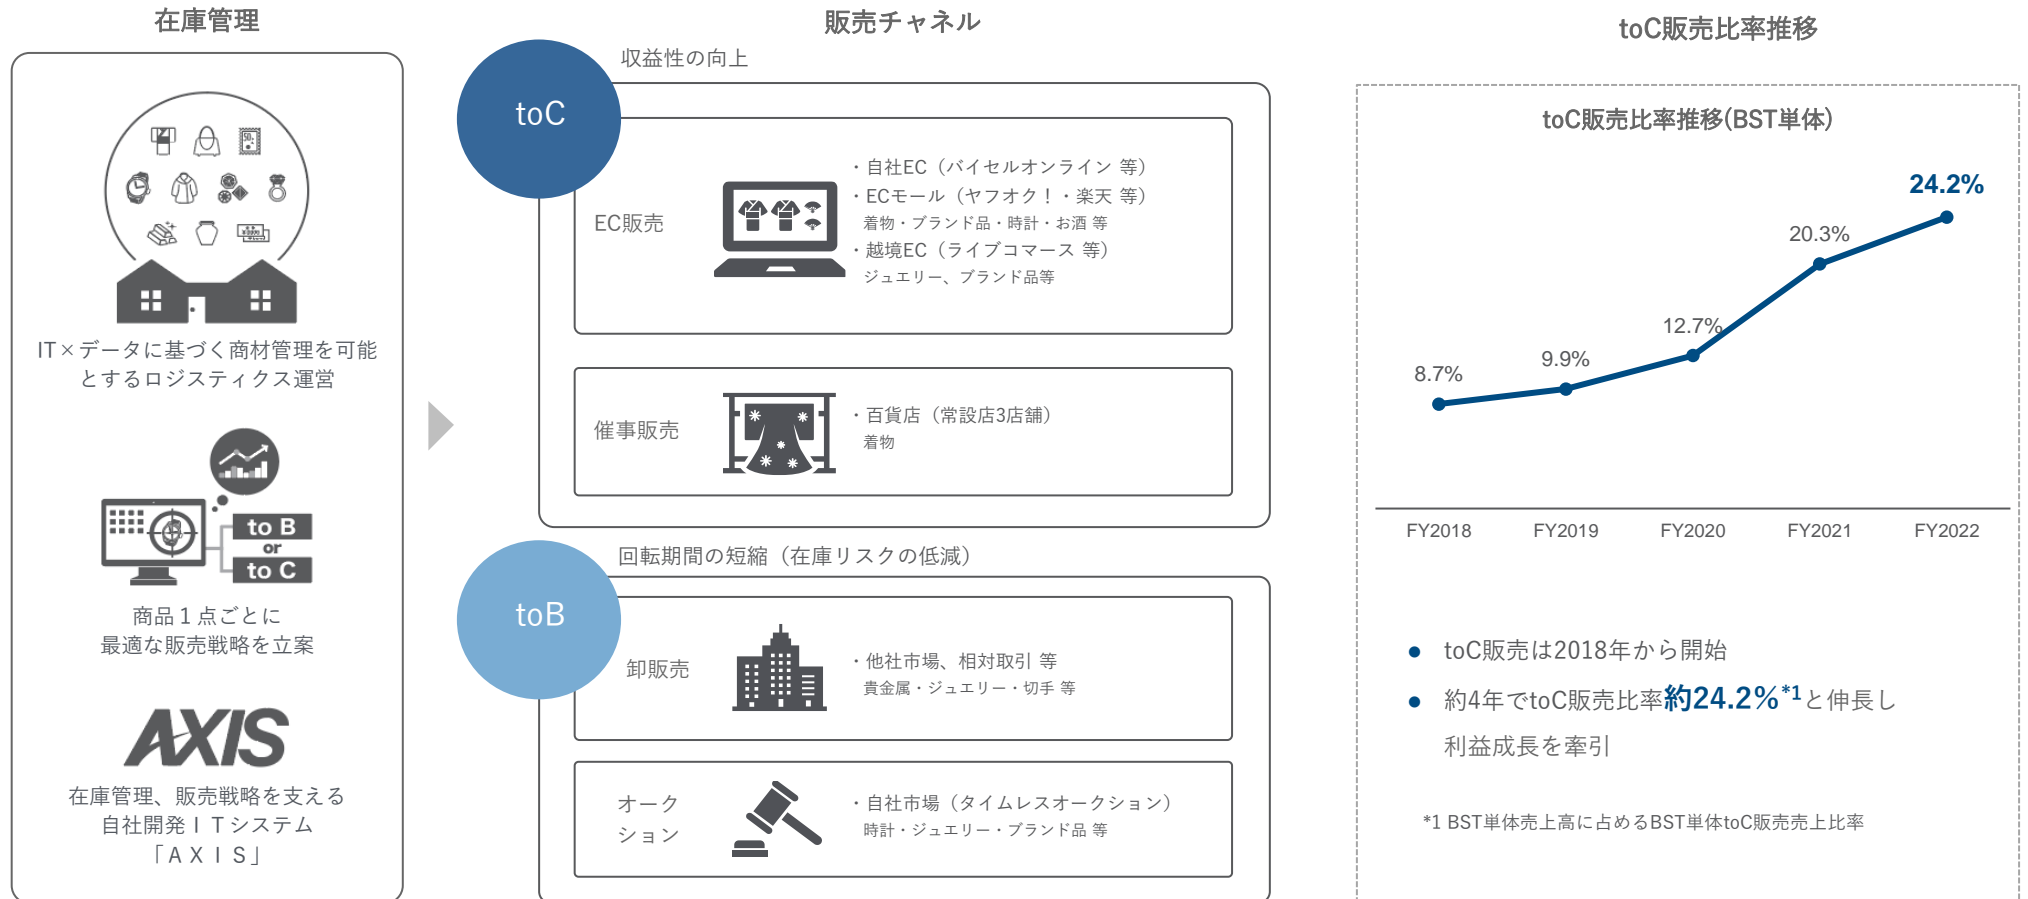 在庫管理
IT×データに基づく商材管理を可能
とするロジスティクス運営
to B
or
to C
商品１点ごとに
最適な販売戦略を立案
AXIS
在庫管理、販売戦略を支える
自社開発ＩＴシステム
「ＡＸＩＳ」
販売チャネル
toC
収益性の向上
EC販売
・自社EC（バイセルオンライン 等）
・ECモール（ヤフオク！・楽天 等）
着物・ブランド品・時計・お酒 等
・越境EC（ライブコマース 等）
ジュエリー、ブランド品等
催事販売
・百貨店（常設店3店舗）
着物
toB
回転期間の短縮（在庫リスクの低減）
卸販売
・他社市場、相対取引 等
貴金属・ジュエリー・切手 等
オーク
ション
・自社市場（タイムレスオークション）
時計・ジュエリー・ブランド品 等
toC販売比率推移
toC販売比率推移(BST単体)
8.7%
9.9%
12.7%
20.3%
24.2%
FY2018
FY2019
FY2020
FY2021
FY2022
● toC販売は2018年から開始
● 約4年でtoC販売比率約24.2%*1と伸長し
利益成長を牽引
*1 BST単体売上高に占めるBST単体toC販売売上比率